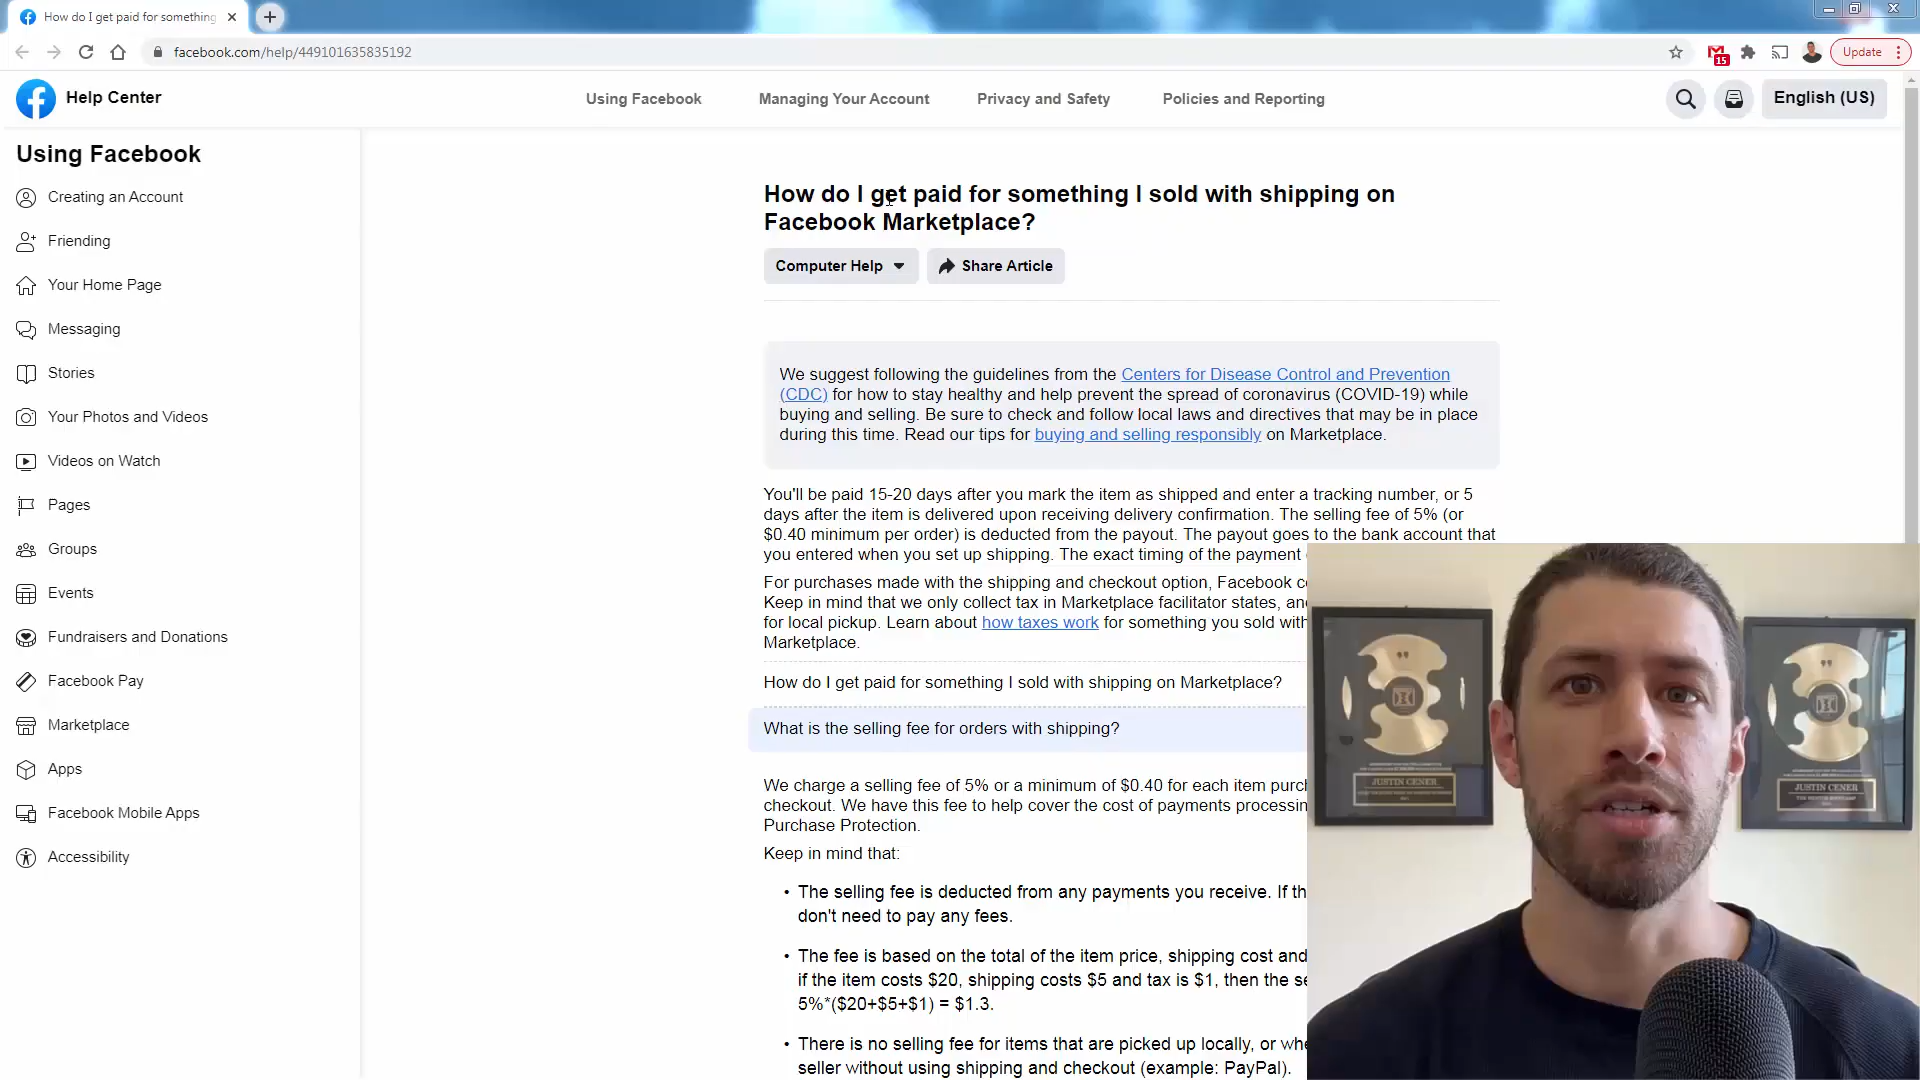 How do I get paid for something
facebook.com/help/449101635835192
15
Update
Help Center
Using Facebook
Managing Your Account
Privacy and Safety
Policies and Reporting
English (US)
Using Facebook
Creating an Account
Friending
Your Home Page
Messaging
Stories
Your Photos and Videos
Videos on Watch
Pages
Groups
Events
Fundraisers and Donations
Facebook Pay
Marketplace
Apps
Facebook Mobile Apps
Accessibility
How do I get paid for something I sold with shipping on
Facebook Marketplace?
Computer Help
Share Article
We suggest following the guidelines from the Centers for Disease Control and Prevention
(CDC) for how to stay healthy and help prevent the spread of coronavirus (COVID-19) while
buying and selling. Be sure to check and follow local laws and directives that may be in place
during this time. Read our tips for buying and selling responsibly on Marketplace.
You'll be paid 15-20 days after you mark the item as shipped and enter a tracking number, or 5
days after the item is delivered upon receiving delivery confirmation. The selling fee of 5% (or
$0.40 minimum per order) is deducted from the payout. The payout goes to the bank account that
you entered when you set up shipping. The exact timing of the payment
For purchases made with the shipping and checkout option, Facebook
Keep in mind that we only collect tax in Marketplace facilitator states,
for local pickup. Learn about how taxes work for something you sold with
Marketplace.
How do I get paid for something I sold with shipping on Marketplace?
What is the selling fee for orders with shipping?
We charge a selling fee of 5% or a minimum of $0.40 for each item
checkout. We have this fee to help cover the cost of payments processing
Purchase Protection.
Keep in mind that:
• The selling fee is deducted from any payments you receive. If
don't need to pay any fees.
• The fee is based on the total of the item price, shipping cost and
if the item costs $20, shipping costs $5 and tax is $1, then the
5%*($20+$5+$1) = $1.3.
• There is no selling fee for items that are picked up locally, or
seller without using shipping and checkout (example: PayPal).
JUSTIN CENER
JUSTIN CENER